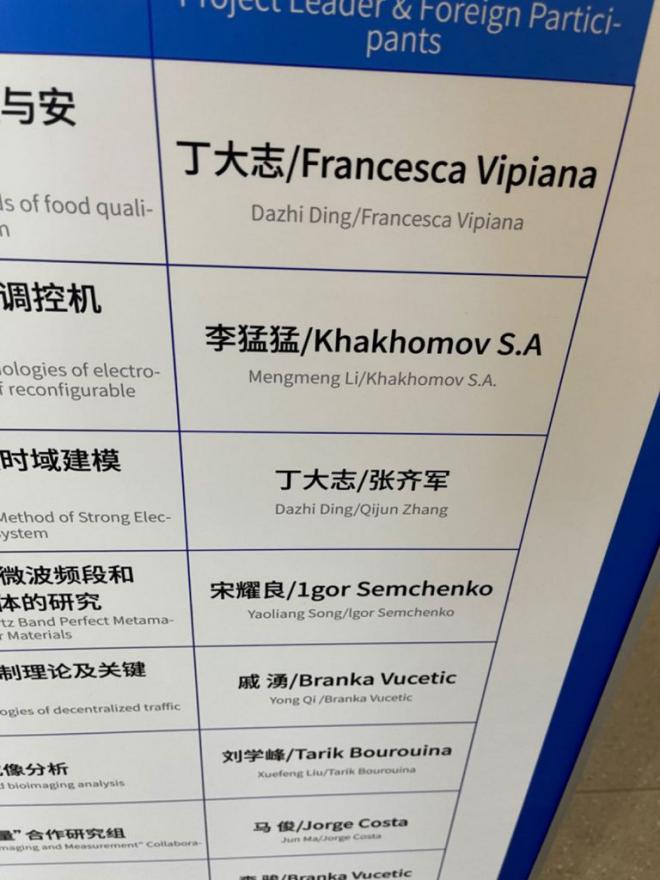 Project Leader & Foreign Partici-
pants
与安
ds of food quali-
丁大志/Francesca Vipiana
Dazhi Ding/Francesca Vipiana
调控机
ologies of electro-
f reconfigurable
李猛猛/Khakhomov S.A
Mengmeng Li/Khakhomov S.A.
时域建模
Method of Strong Elec-
ystem
丁大志/张齐军
Dazhi Ding/Qijun Zhang
微波频段和
体的研究
tz Band Perfect Metama-
r Materials
宋耀良/1gor Semchenko
Yaoliang Song/Igor Semchenko
制理论及关键
ogies of decentralized traffic
戚 湧/Branka Vucetic
Yong Qi /Branka Vucetic
像分析
d bioimaging analysis
刘学峰/Tarik Bourouina
Xuefeng Liu/Tarik Bourouina
量” 合作研究组
maging and Measurement" Collabora-
马 俊/Jorge Costa
Jun Ma/Jorge Costa
/Branka Vucetic